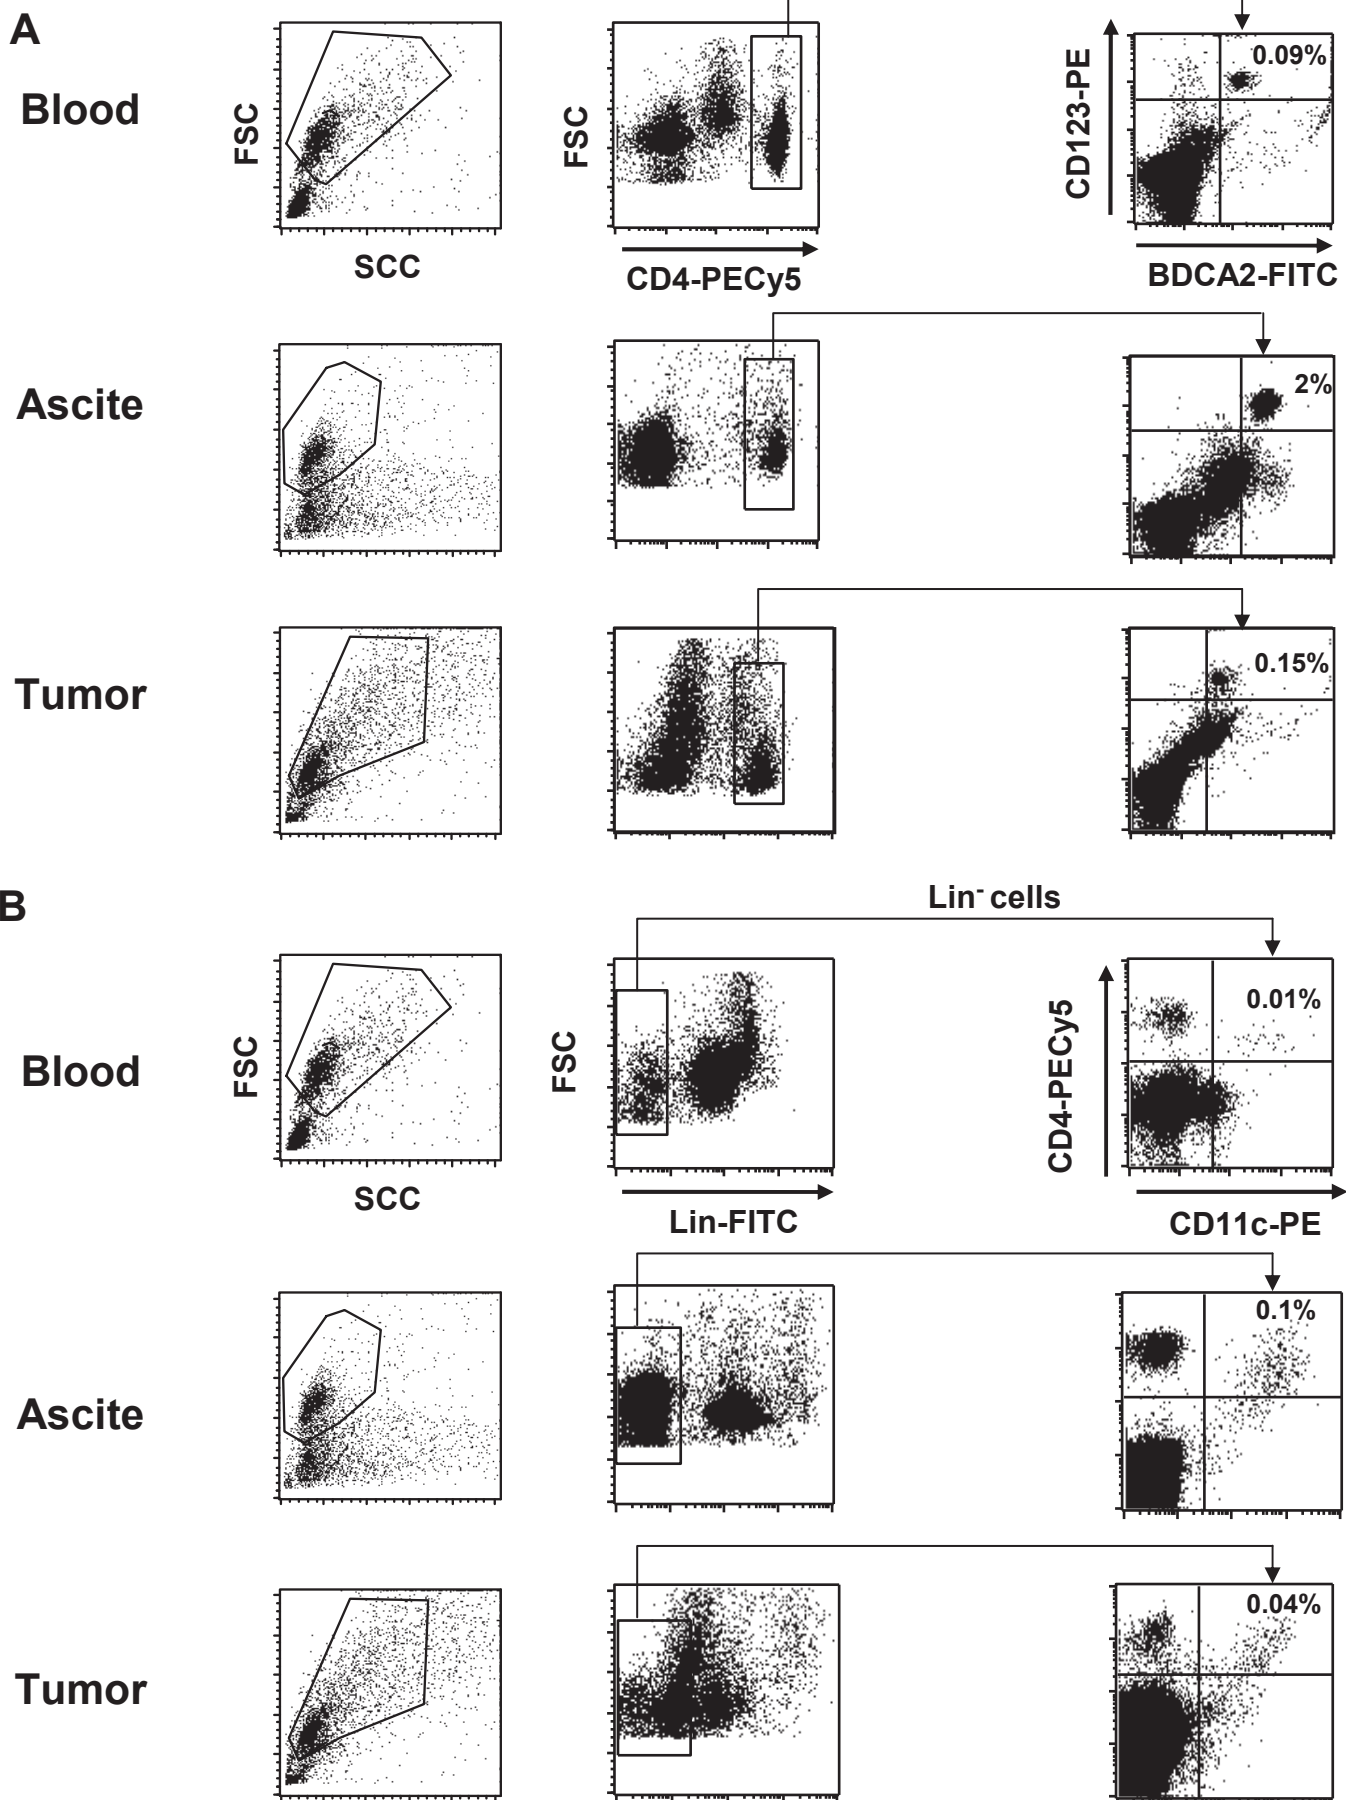 A
Blood
FSC
SCC
FSC
CD4-PECy5
CD123-PE
0.09%
BDCA2-FITC
Ascite
2%
Tumor
0.15%
B
Lin- cells
Blood
FSC
SCC
FSC
Lin-FITC
CD4-PECy5
0.01%
CD11c-PE
Ascite
0.1%
Tumor
0.04%